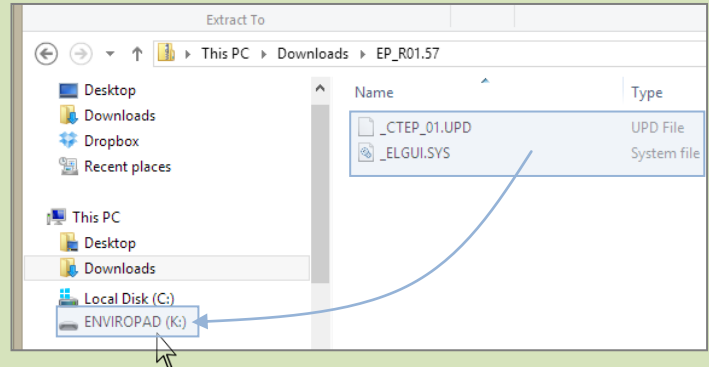 Extract To
This PC Downloads EP_R01.57
Desktop
Downloads
Dropbox
Recent places
This PC
Desktop
Downloads
Local Disk (C:)
ENVIROPAD (K:)
Name Type
_CTEP_01.UPD UPD File
_ELGUI.SYS System file